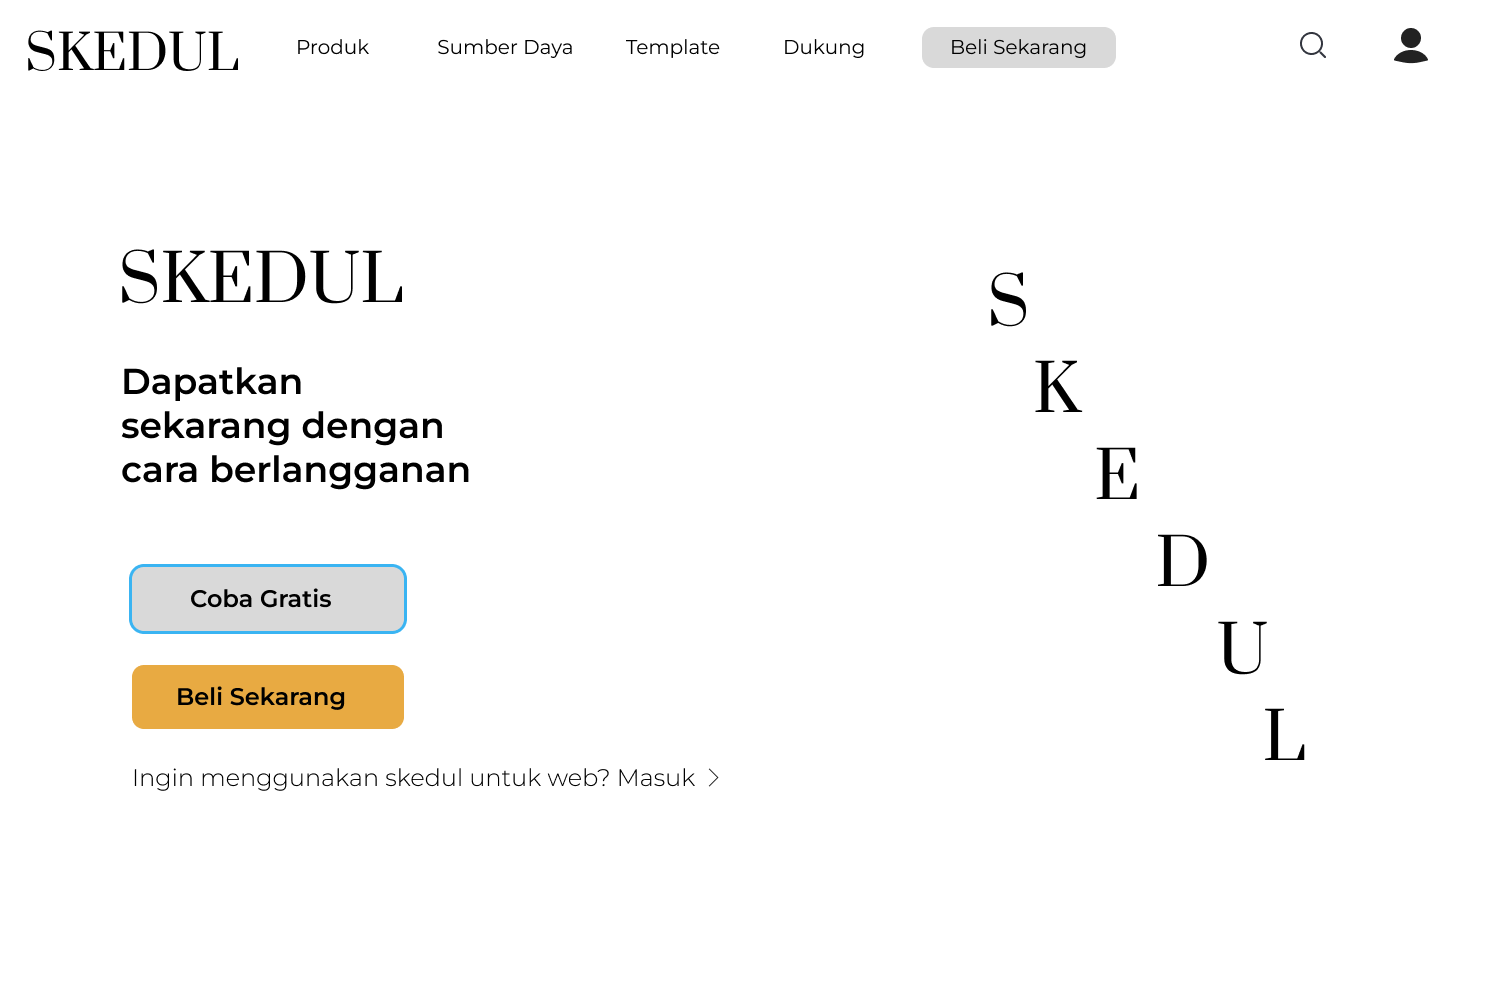 SKEDUL
Produk
Sumber Daya
Template
Dukung
Beli Sekarang
SKEDUL
Dapatkan
sekarang dengan
cara berlangganan
Coba Gratis
Beli Sekarang
Ingin menggunakan skedul untuk web? Masuk
S
K
E
D
U
L